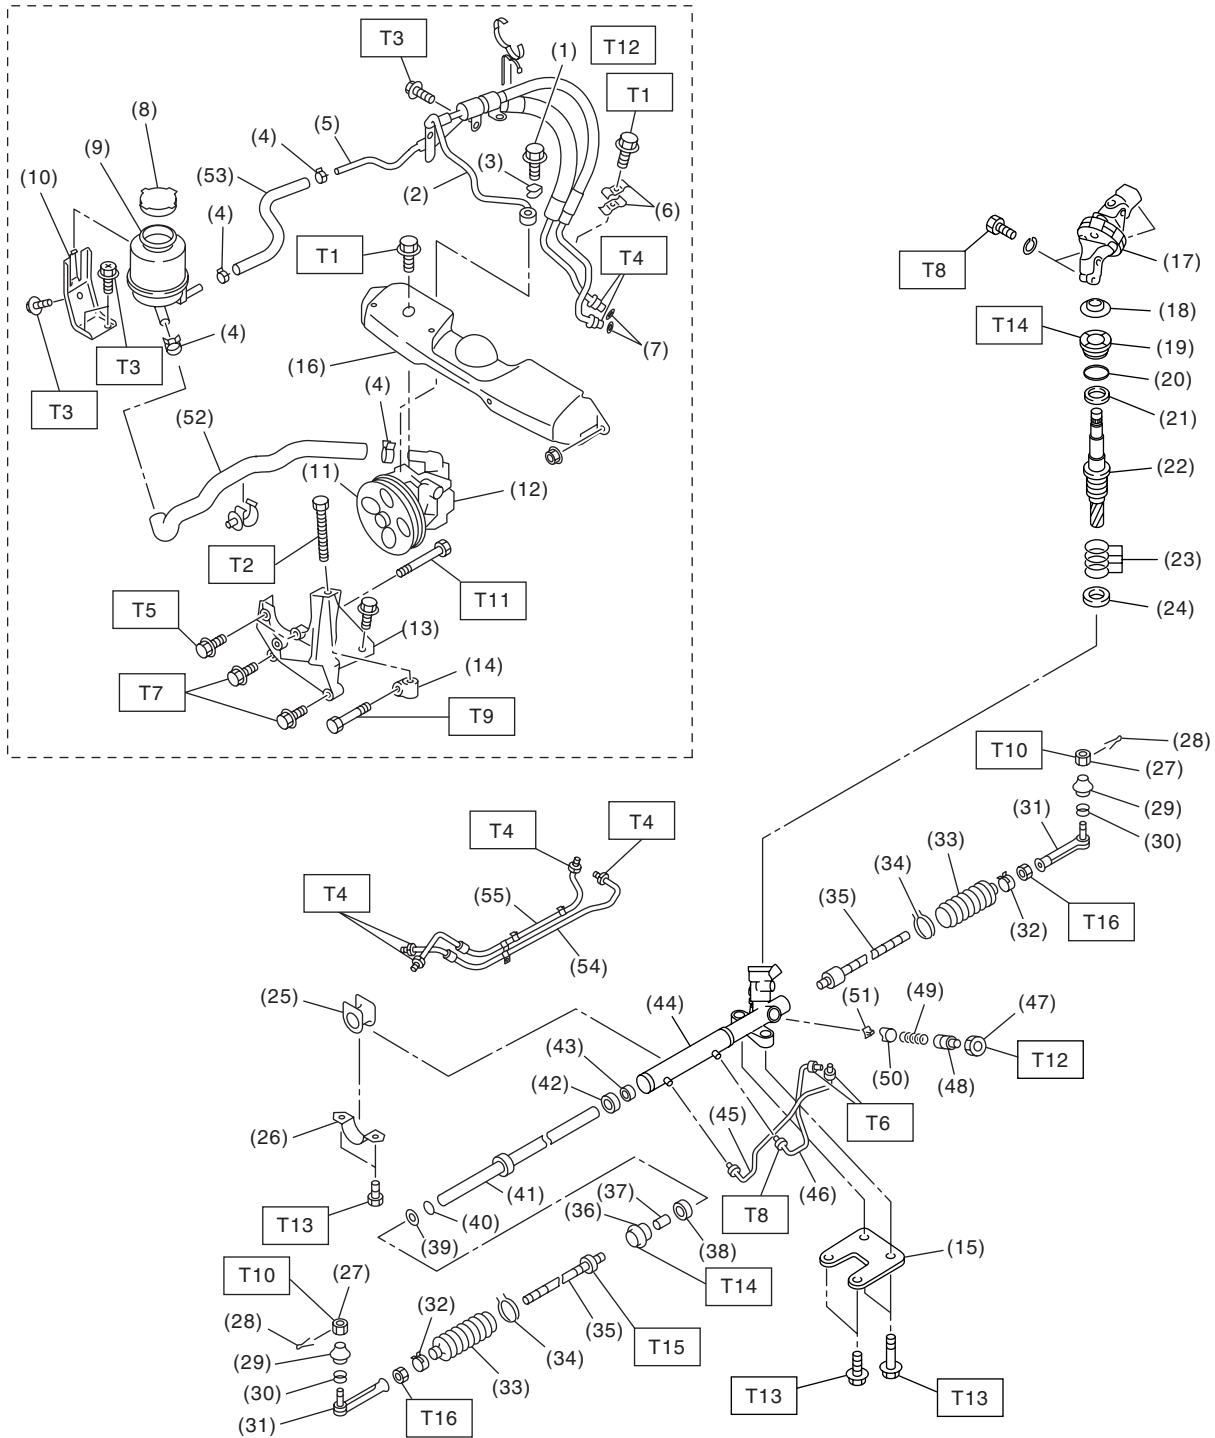 T3
T12
(1)
T1
(8)
(9)
(4)
(5)
(3)
(10)
(53)
(2)
(6)
(4)
T1
T4
T8
(17)
(18)
T14
(19)
(4)
(7)
T3
(16)
(20)
T3
(4)
(21)
(52)
(22)
(11)
(12)
T2
(23)
T11
(24)
T5
(13)
(14)
T7
T9
(28)
T10
(27)
(29)
(31)
T4
T4
(33)
(30)
(34)
T4
(55)
(35)
T16
(32)
(54)
(25)
(44)
(51)
(49)
(47)
(43)
T12
(42)
(50)
(48)
(45)
T6
(26)
(41)
(46)
(37)
T13
(40)
(36)
T8
(39)
(38)
(15)
T10
(27)
T14
(32)
(28)
(35)
T15
(29)
(34)
(33)
(30)
T13
T13
(31)
T16